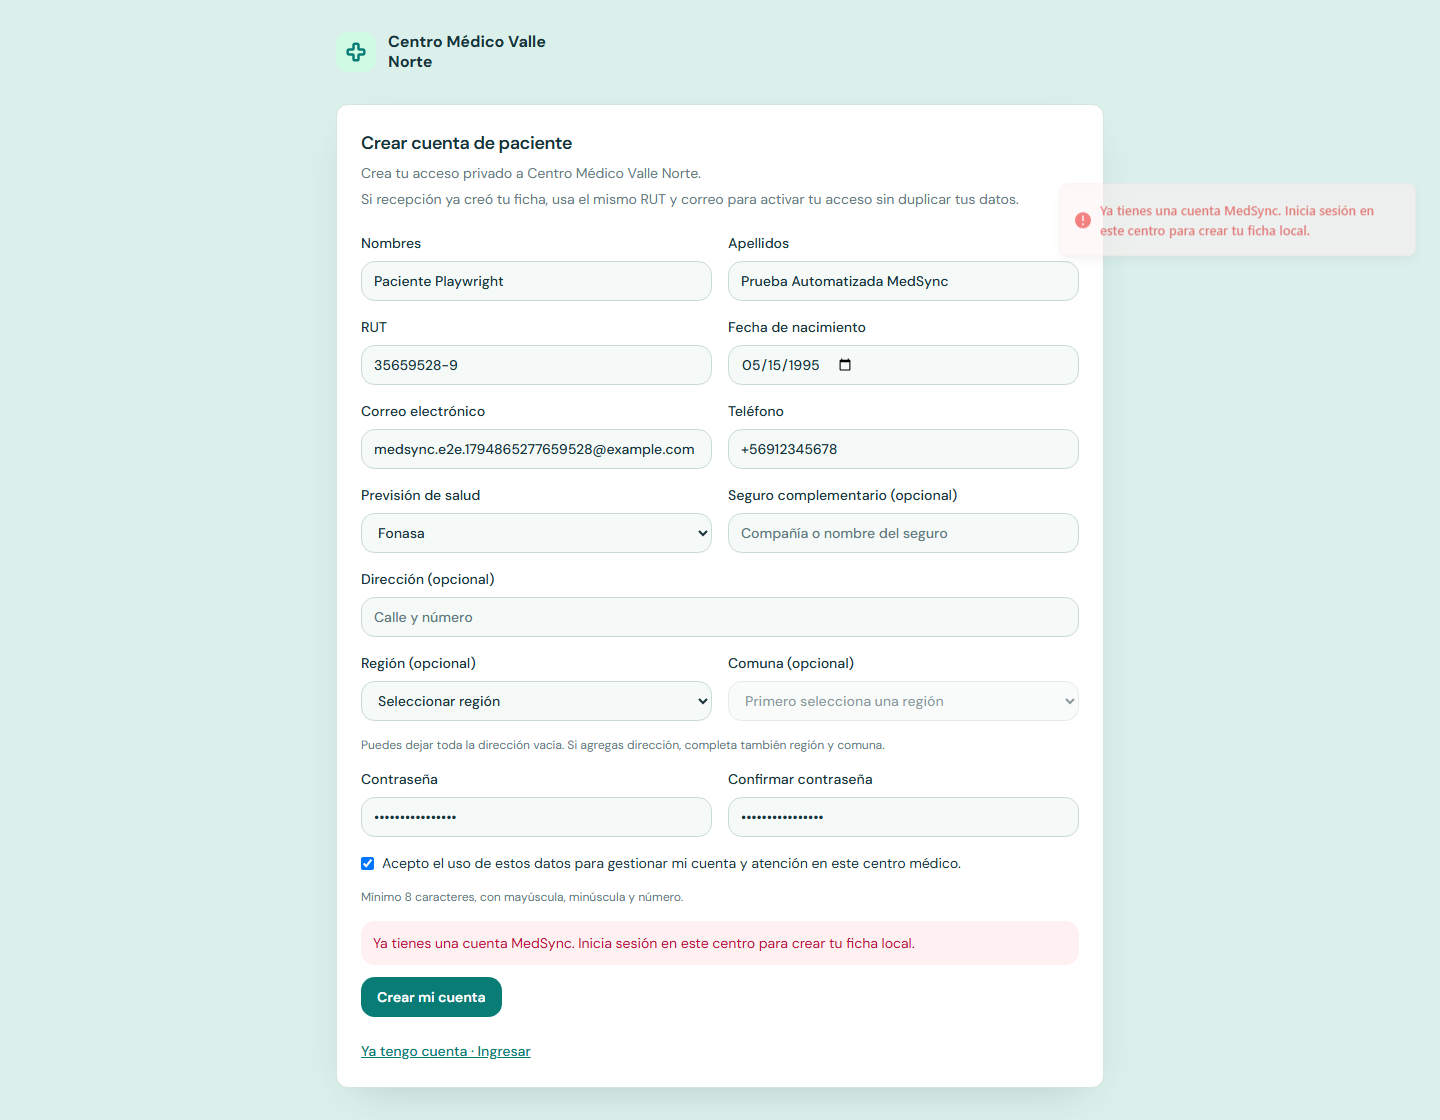 Centro Médico Valle
Norte
Crear cuenta de paciente
Crea tu acceso privado a Centro Médico Valle Norte.
Si recepción ya creó tu ficha, usa el mismo RUT y correo para activar tu acceso sin duplicar tus datos.
Ya tienes una cuenta MedSync. Inicia sesión en
este centro para crear tu ficha local.
Nombres
Apellidos
Paciente Playwright
Prueba Automatizada MedSync
RUT
Fecha de nacimiento
35659528-9
05/15/1995
Correo electrónico
Teléfono
medsync.e2e.1794865277659528@example.com
+56912345678
Previsión de salud
Seguro complementario (opcional)
Fonasa
Compañía o nombre del seguro
Dirección (opcional)
Calle y número
Región (opcional)
Comuna (opcional)
Seleccionar región
Primero selecciona una región
Puedes dejar toda la dirección vacía. Si agregas dirección, completa también región y comuna.
Contraseña
Confirmar contraseña
••••••••••••••••
••••••••••••••••
Acepto el uso de estos datos para gestionar mi cuenta y atención en este centro médico.
Mínimo 8 caracteres, con mayúscula, minúscula y número.
Ya tienes una cuenta MedSync. Inicia sesión en este centro para crear tu ficha local.
Crear mi cuenta
Ya tengo cuenta · Ingresar